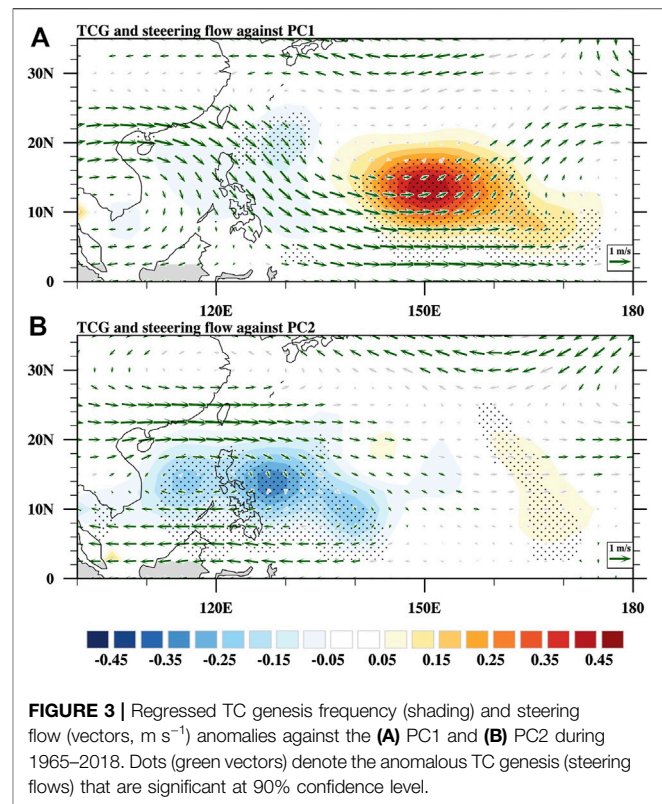 A
TCG and steeering flow against PC1
30N
20N
10N
0
1 m/s
120E 150E 180
B
TCG and steeering flow against PC2
30N
20N
10N
0
1 m/s
120E 150E 180
-0.45 -0.35 -0.25 -0.15 -0.05 0.05 0.15 0.25 0.35 0.45
FIGURE 3 | Regressed TC genesis frequency (shading) and steering
flow (vectors, m s⁻¹) anomalies against the (A) PC1 and (B) PC2 during
1965–2018. Dots (green vectors) denote the anomalous TC genesis (steering
flows) that are significant at 90% confidence level.